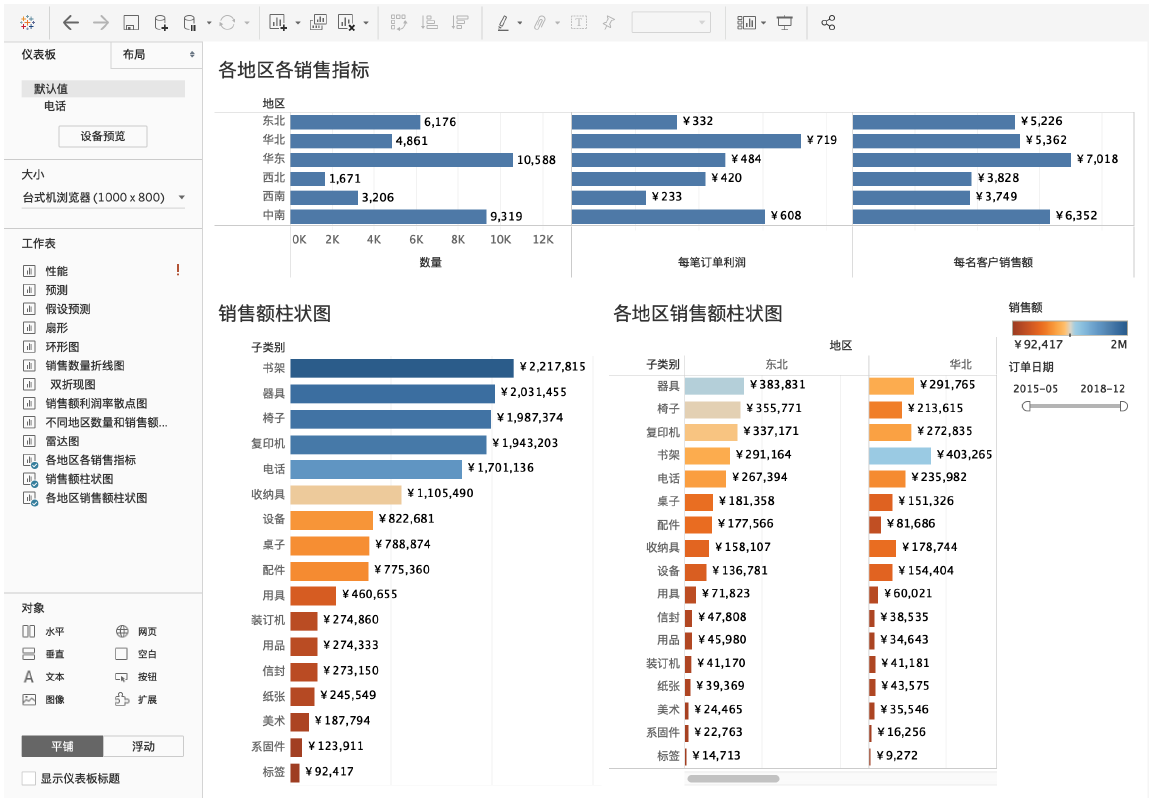 仪表板 布局
默认值
电话
设备预览
大小
台式机浏览器 (1000 x 800)
工作表
性能 !
预测
假设预测
扇形
环形图
销售数量折线图
双折现图
销售额利润率散点图
不同地区数量和销售额...
雷达图
各地区各销售指标
销售额柱状图
各地区销售额柱状图
对象
水平 网页
垂直 空白
A 文本 按钮
图像 扩展
平铺 浮动
显示仪表板标题
T
各地区各销售指标
地区
东北 6,176 ¥332 ¥5,226
华北 4,861 ¥719 ¥5,362
华东 10,588 ¥484 ¥7,018
西北 1,671 ¥420 ¥3,828
西南 3,206 ¥233 ¥3,749
中南 9,319 ¥608 ¥6,352
0K 2K 4K 6K 8K 10K 12K
数量 每笔订单利润 每名客户销售额
销售额柱状图
子类别
书架 ¥2,217,815
器具 ¥2,031,455
椅子 ¥1,987,374
复印机 ¥1,943,203
电话 ¥1,701,136
收纳具 ¥1,105,490
设备 ¥822,681
桌子 ¥788,874
配件 ¥775,360
用具 ¥460,655
装订机 ¥274,860
用品 ¥274,333
信封 ¥273,150
纸张 ¥245,549
美术 ¥187,794
系固件 ¥123,911
标签 ¥92,417
各地区销售额柱状图
地区
子类别 东北 华北
器具 ¥383,831 ¥291,765
椅子 ¥355,771 ¥213,615
复印机 ¥337,171 ¥272,835
书架 ¥291,164 ¥403,265
电话 ¥267,394 ¥235,982
桌子 ¥181,358 ¥151,326
配件 ¥177,566 ¥81,686
收纳具 ¥158,107 ¥178,744
设备 ¥136,781 ¥154,404
用具 ¥71,823 ¥60,021
信封 ¥47,808 ¥38,535
用品 ¥45,980 ¥34,643
装订机 ¥41,170 ¥41,181
纸张 ¥39,369 ¥43,575
美术 ¥24,465 ¥35,546
系固件 ¥22,763 ¥16,256
标签 ¥14,713 ¥9,272
销售额
¥92,417 2M
订单日期
2015-05 2018-12